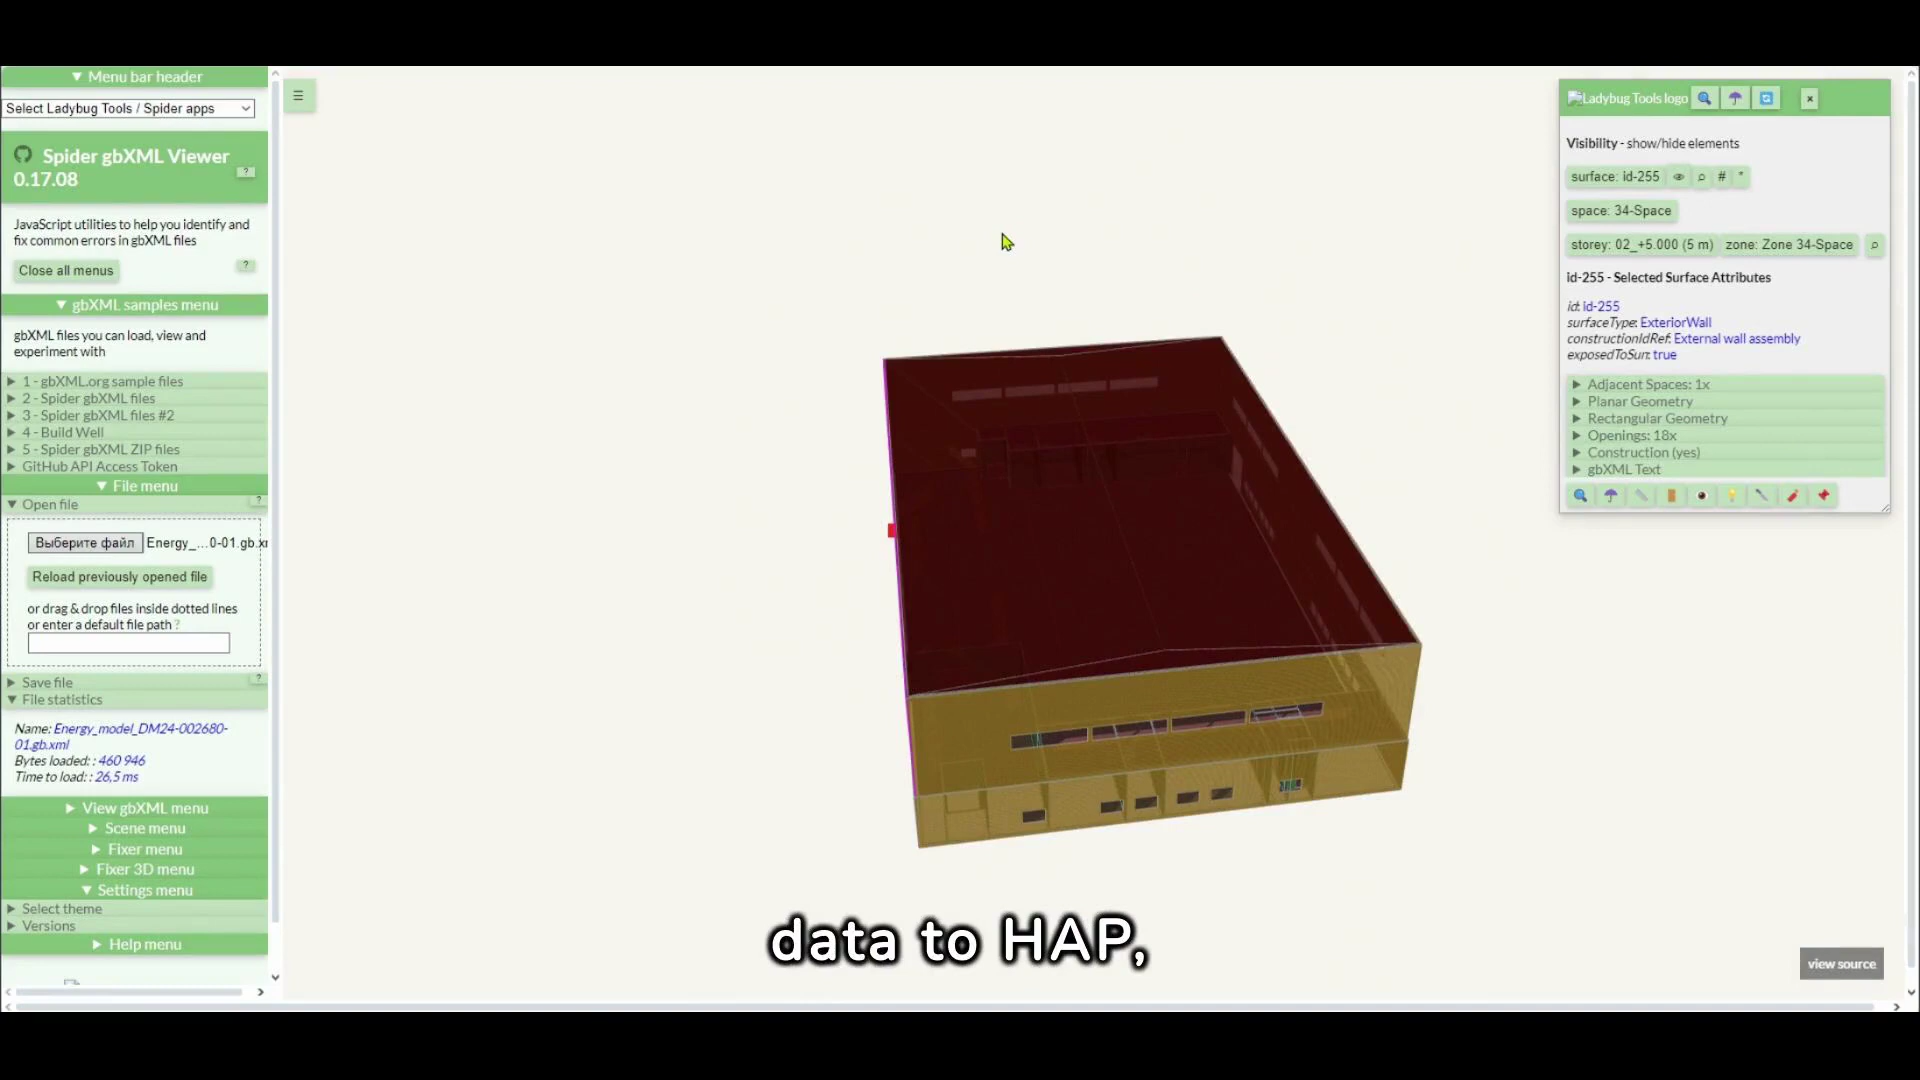 ▼ Menu bar header
Select Ladybug Tools / Spider apps
Spider gbXML Viewer
0.17.08
?
JavaScript utilities to help you identify and
fix common errors in gbXML files
Close all menus
?
▼ gbXML samples menu
gbXML files you can load, view and
experiment with
▶ 1 - gbXML.org sample files
▶ 2 - Spider gbXML files
▶ 3 - Spider gbXML files #2
▶ 4 - Build Well
▶ 5 - Spider gbXML ZIP files
▶ GitHub API Access Token
▼ File menu
▼ Open file
?
Выберите файл Energy_...0-01.gb.xm
Reload previously opened file
or drag & drop files inside dotted lines
or enter a default file path ?
▶ Save file
?
▼ File statistics
Name: Energy_model_DM24-002680-
01.gb.xml
Bytes loaded: : 460 946
Time to load: : 26,5 ms
▶ View gbXML menu
▶ Scene menu
▶ Fixer menu
▶ Fixer 3D menu
▼ Settings menu
▶ Select theme
▶ Versions
▶ Help menu
☰
Ladybug Tools logo
×
Visibility - show/hide elements
surface: id-255 # *
space: 34-Space
storey: 02_+5.000 (5 m) zone: Zone 34-Space
id-255 - Selected Surface Attributes
id: id-255
surfaceType: ExteriorWall
constructionIdRef: External wall assembly
exposedToSun: true
▶ Adjacent Spaces: 1x
▶ Planar Geometry
▶ Rectangular Geometry
▶ Openings: 18x
▶ Construction (yes)
▶ gbXML Text
data to HAP,
view source